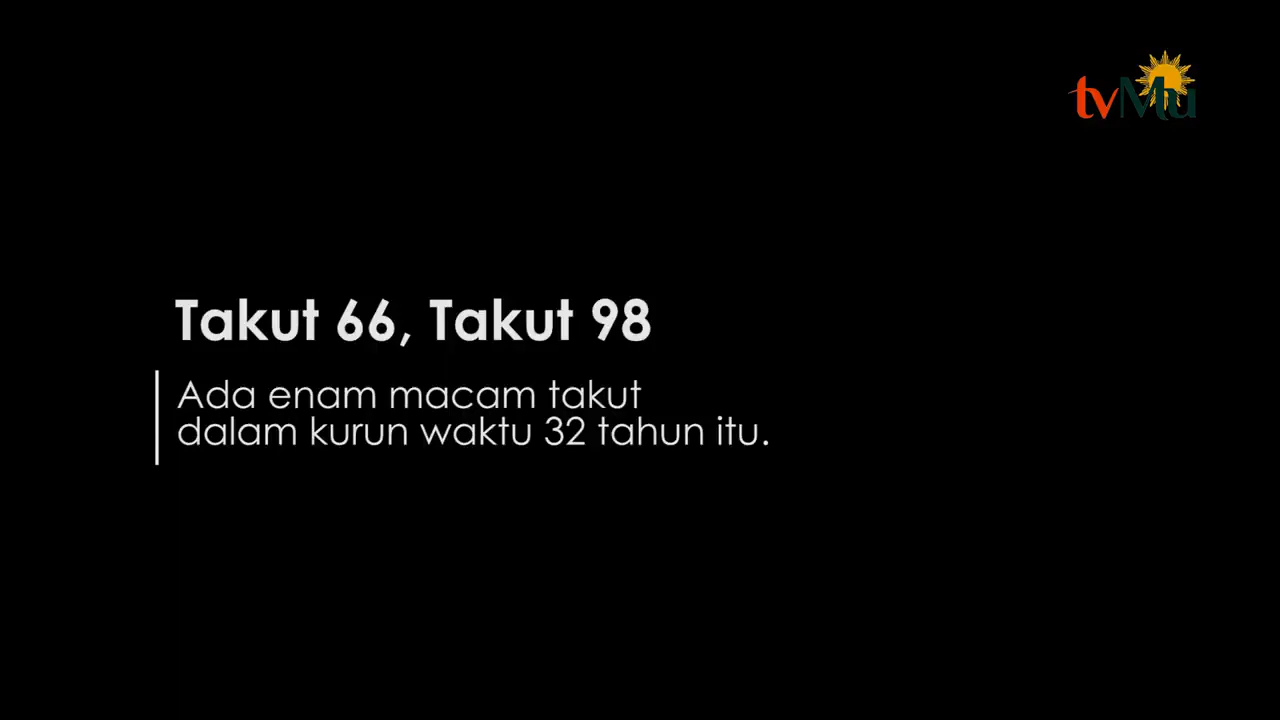 tvMu
Takut 66, Takut 98
Ada enam macam takut
dalam kurun waktu 32 tahun itu.